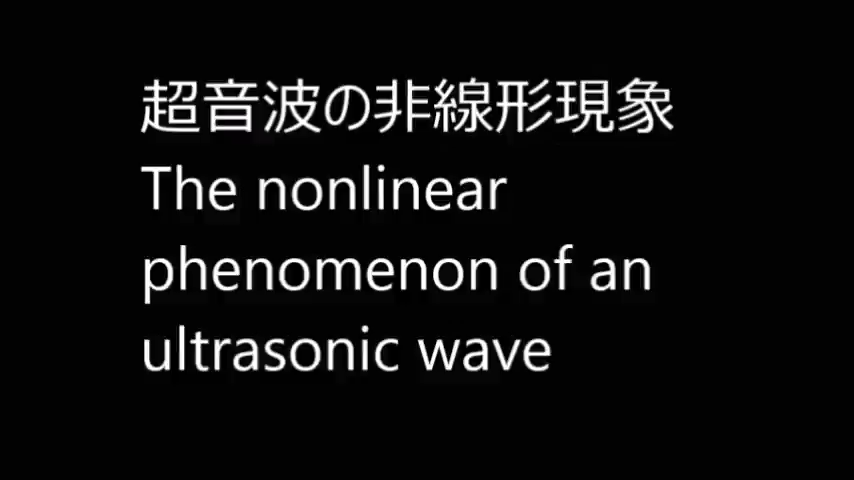 超音波の非線形現象
The nonlinear
phenomenon of an
ultrasonic wave